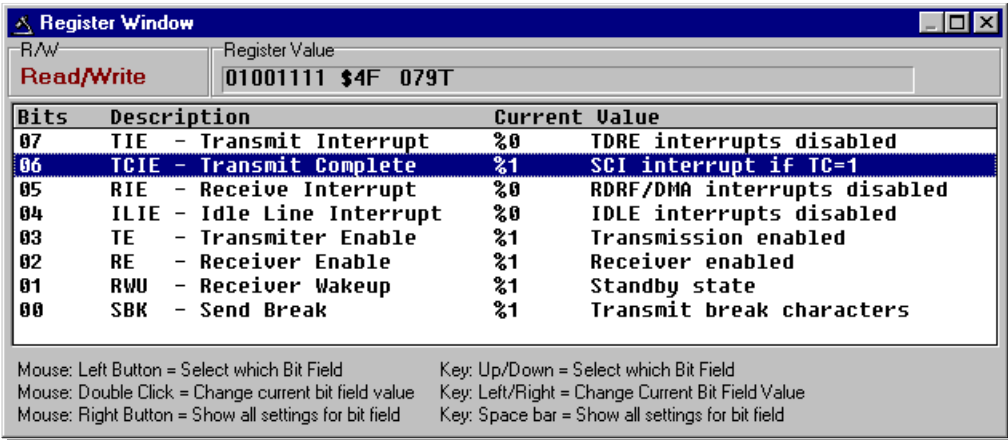 Register Window
R/W
Register Value
Read/Write
01001111 $4F 079T
Bits Description Current Value
07 TIE - Transmit Interrupt %0 TDRE interrupts disabled
06 TCIE - Transmit Complete %1 SCI interrupt if TC=1
05 RIE - Receive Interrupt %0 RDRF/DMA interrupts disabled
04 ILIE - Idle Line Interrupt %0 IDLE interrupts disabled
03 TE - Transmiter Enable %1 Transmission enabled
02 RE - Receiver Enable %1 Receiver enabled
01 RWU - Receiver Wakeup %1 Standby state
00 SBK - Send Break %1 Transmit break characters
Mouse: Left Button = Select which Bit Field Key: Up/Down = Select which Bit Field
Mouse: Double Click = Change current bit field value Key: Left/Right = Change Current Bit Field Value
Mouse: Right Button = Show all settings for bit field Key: Space bar = Show all settings for bit field